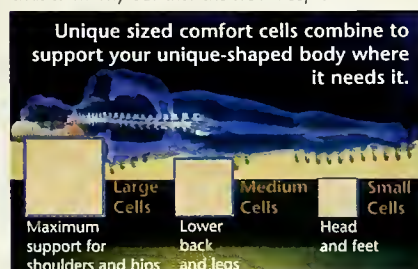 Unique sized comfort cells combine to
support your unique-shaped body where
it needs it.
Large
Cells
Maximum
support for
shoulders and hips
Medium
Cells
Lower
back
and legs
Small
Cells
Head
and feet